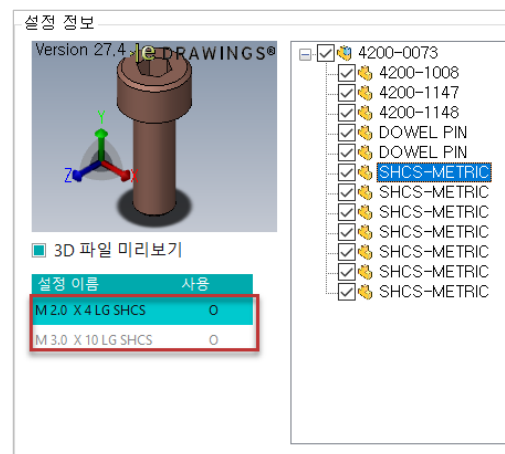 설정 정보
Version 27.4.
e DRAWINGS®
Y
Z
X
3D 파일 미리보기
설정 이름 사용
M 2.0 X 4 LG SHCS O
M 3.0 X 10 LG SHCS O
4200-0073
4200-1008
4200-1147
4200-1148
DOWEL PIN
DOWEL PIN
SHCS-METRIC
SHCS-METRIC
SHCS-METRIC
SHCS-METRIC
SHCS-METRIC
SHCS-METRIC
SHCS-METRIC